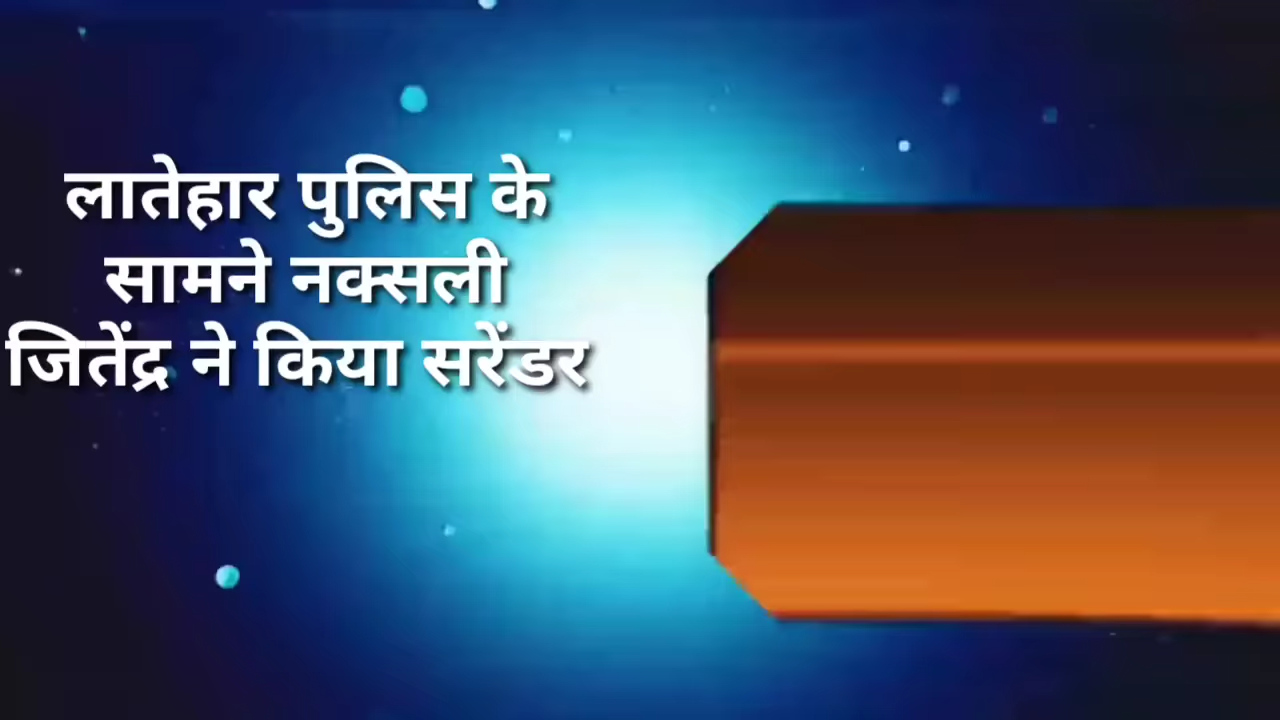 लातेहार पुलिस के
सामने नक्सली
जितेंद्र ने किया सरेंडर